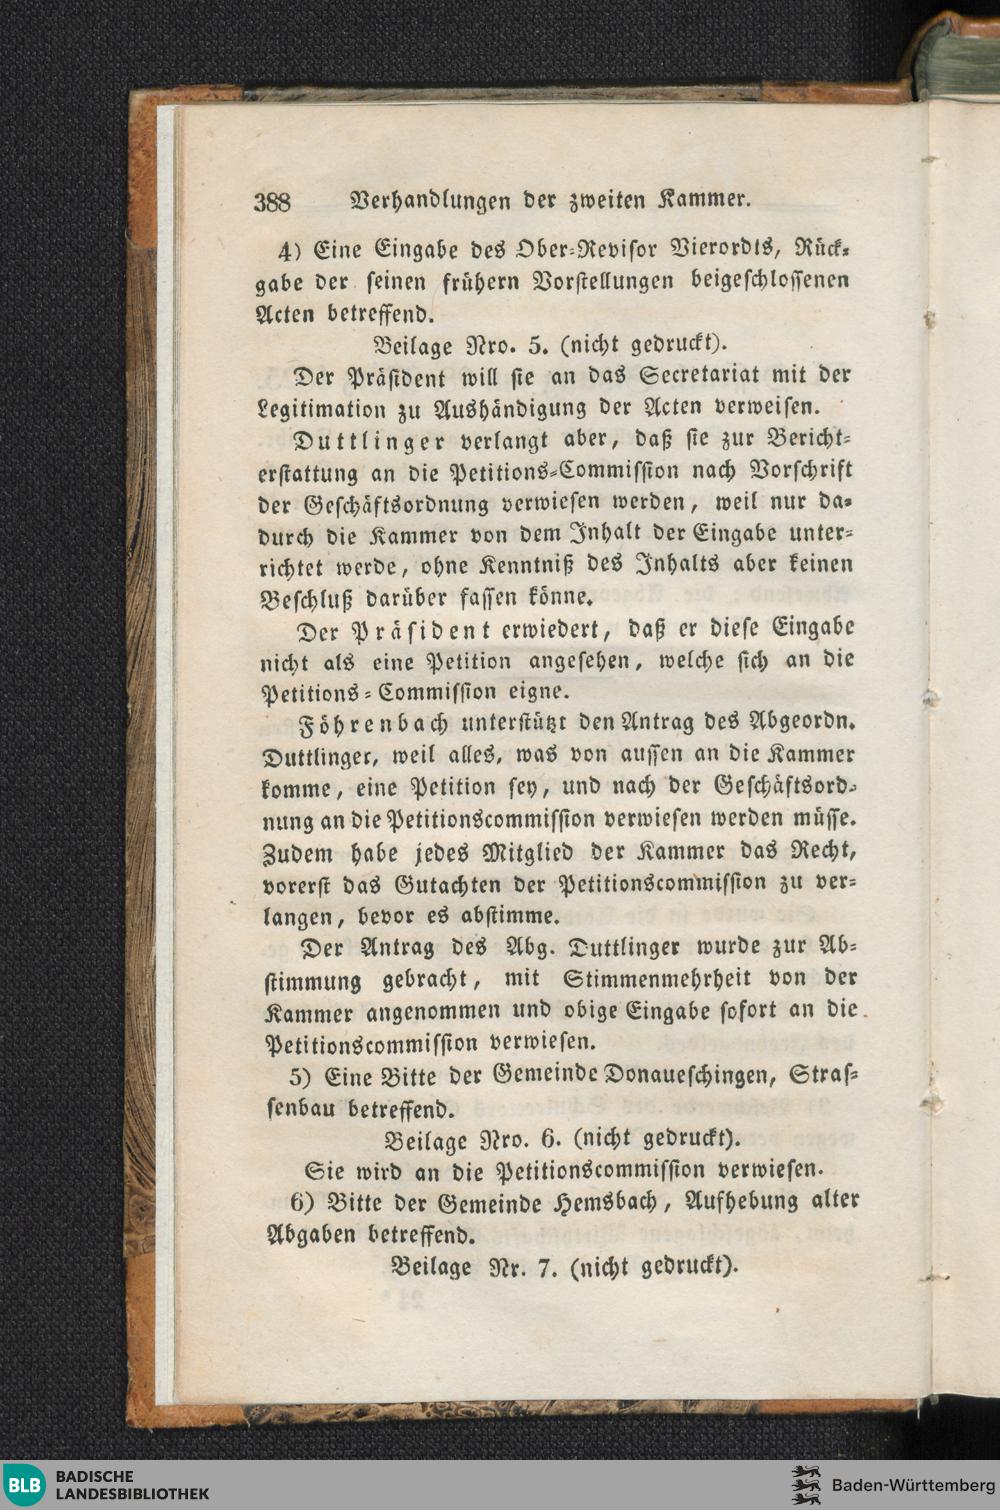 388 Verhandlungen der zweiten Kammer.
4) Eine Eingabe des Ober-Revisor Vierordts, Rück-
gabe der seinen frühern Vorstellungen beigeschlossenen
Acten betreffend.
Beilage Nro. 5. (nicht gedruckt).
Der Präsident will sie an das Secretariat mit der
Legitimation zu Aushändigung der Acten verweisen.
Duttlinger verlangt aber, daß sie zur Bericht-
erstattung an die Petitions-Commission nach Vorschrift
der Geschäftsordnung verwiesen werden, weil nur da-
durch die Kammer von dem Inhalt der Eingabe unter-
richtet werde, ohne Kenntniß des Inhalts aber keinen
Beschluß darüber fassen könne.
Der Präsident erwiedert, daß er diese Eingabe
nicht als eine Petition angesehen, welche sich an die
Petitions-Commission eigne.
Föhrenbach unterstützt den Antrag des Abgeordn.
Duttlinger, weil alles, was von aussen an die Kammer
komme, eine Petition sey, und nach der Geschäftsord-
nung an die Petitionscommission verwiesen werden müsse.
Zudem habe jedes Mitglied der Kammer das Recht,
vorerst das Gutachten der Petitionscommission zu ver-
langen, bevor es abstimme.
Der Antrag des Abg. Duttlinger wurde zur Ab-
stimmung gebracht, mit Stimmenmehrheit von der
Kammer angenommen und obige Eingabe sofort an die
Petitionscommission verwiesen.
5) Eine Bitte der Gemeinde Donaueschingen, Stras-
senbau betreffend.
Beilage Nro. 6. (nicht gedruckt).
Sie wird an die Petitionscommission verwiesen.
6) Bitte der Gemeinde Hemsbach, Aufhebung alter
Abgaben betreffend.
Beilage Nr. 7. (nicht gedruckt).
BLB BADISCHE
LANDESBIBLIOTHEK
Baden-Württemberg